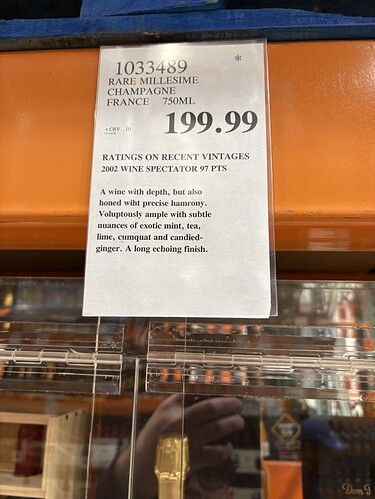 1033489 *
RARE MILLESIME
CHAMPAGNE
FRANCE 750ML
+CRV .10 199.99
RATINGS ON RECENT VINTAGES
2002 WINE SPECTATOR 97 PTS
A wine with depth, but also
honed wiht precise hamrony.
Voluptously ample with subtle
nuances of exotic mint, tea,
lime, cumquat and candied-
ginger. A long echoing finish.
Dom